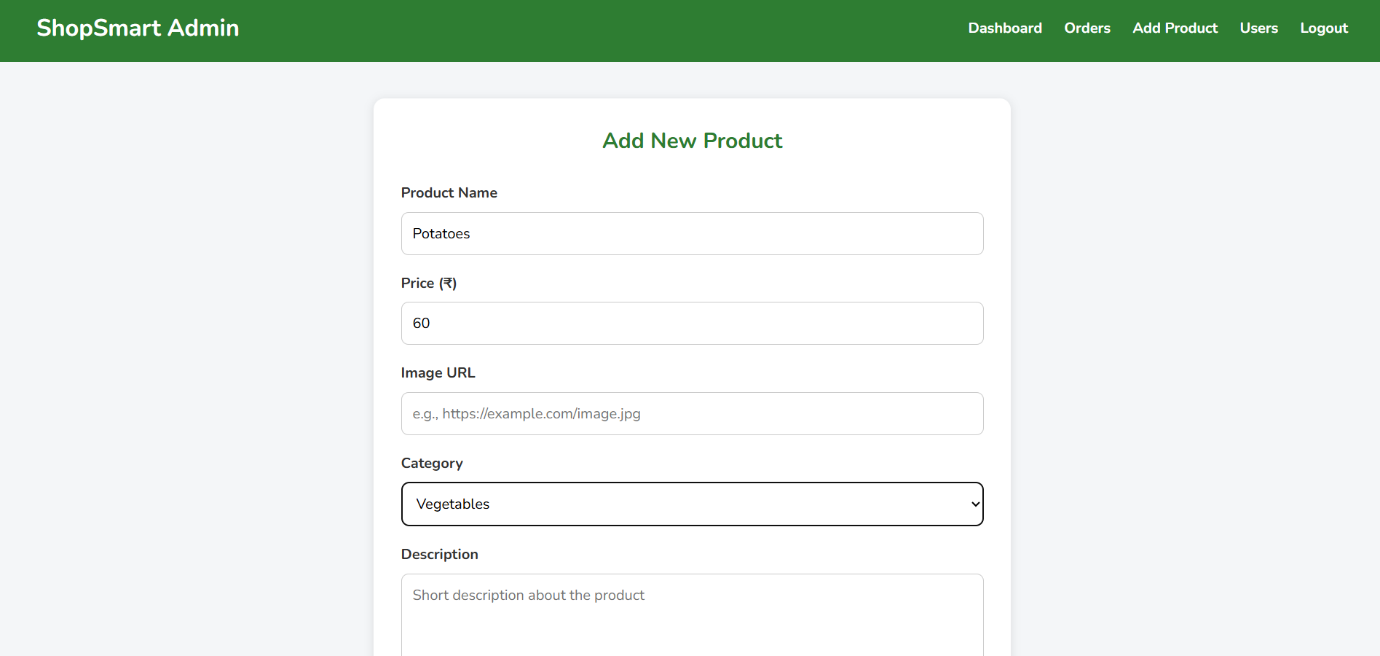 ShopSmart Admin
Dashboard Orders Add Product Users Logout
Add New Product
Product Name
Potatoes
Price (₹)
60
Image URL
e.g., https://example.com/image.jpg
Category
Vegetables
Description
Short description about the product